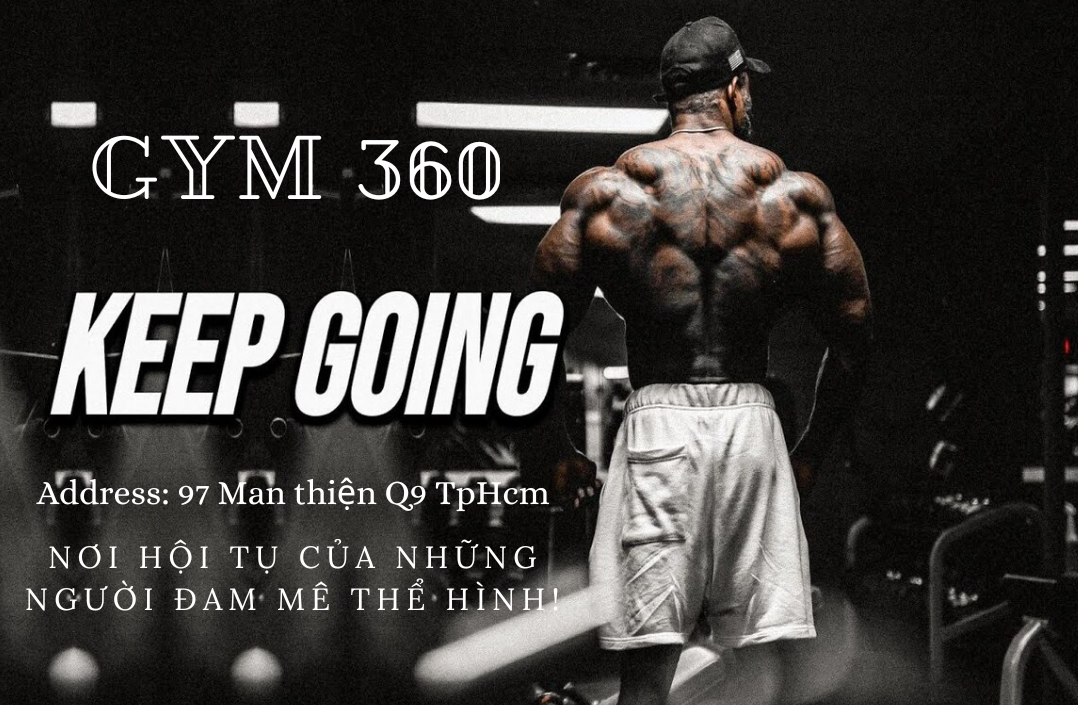 GYM 360
KEEP GOING
Address: 97 Man thiện Q9 TpHcm
NƠI HỘI TỤ CỦA NHỮNG
NGƯỜI ĐAM MÊ THỂ HÌNH!